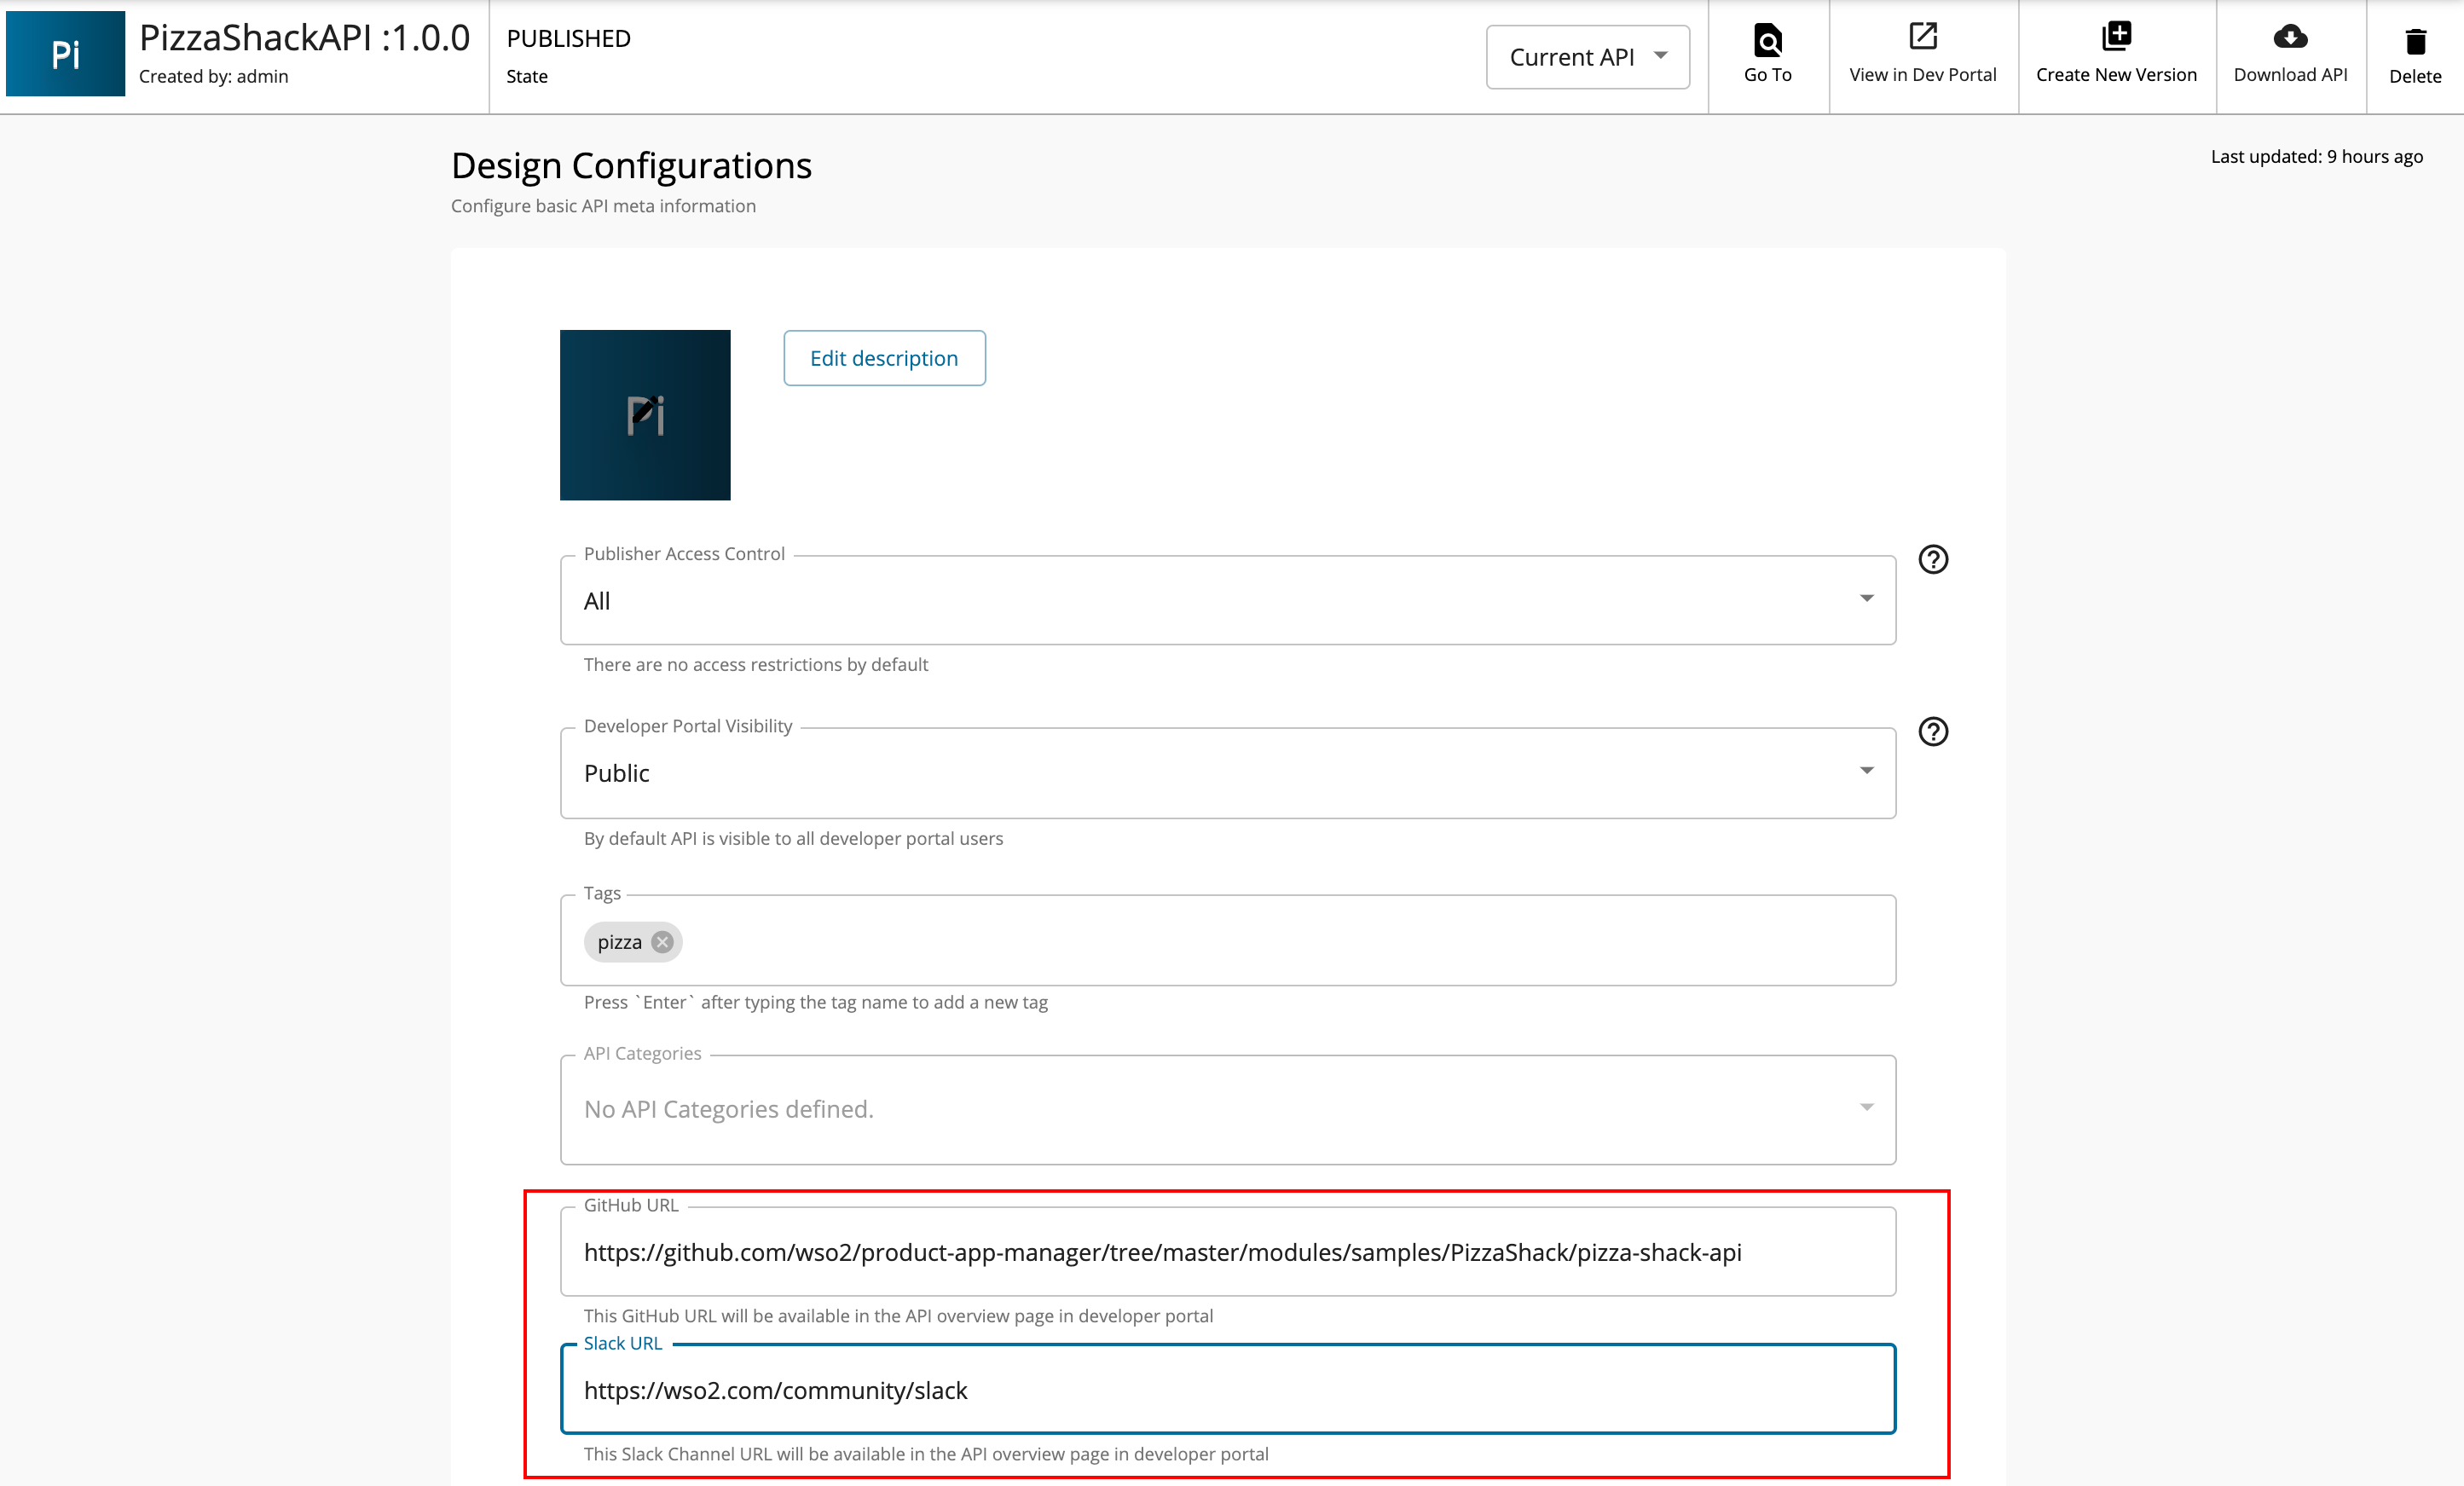 Pi
PizzaShackAPI :1.0.0
Created by: admin
PUBLISHED
State
Current API
Go To
View in Dev Portal
Create New Version
Download API
Delete
Design Configurations
Last updated: 9 hours ago
Configure basic API meta information
Pi
Edit description
Publisher Access Control
All
There are no access restrictions by default
Developer Portal Visibility
Public
By default API is visible to all developer portal users
Tags
pizza
Press `Enter` after typing the tag name to add a new tag
API Categories
No API Categories defined.
GitHub URL
https://github.com/wso2/product-app-manager/tree/master/modules/samples/PizzaShack/pizza-shack-api
This GitHub URL will be available in the API overview page in developer portal
Slack URL
https://wso2.com/community/slack
This Slack Channel URL will be available in the API overview page in developer portal